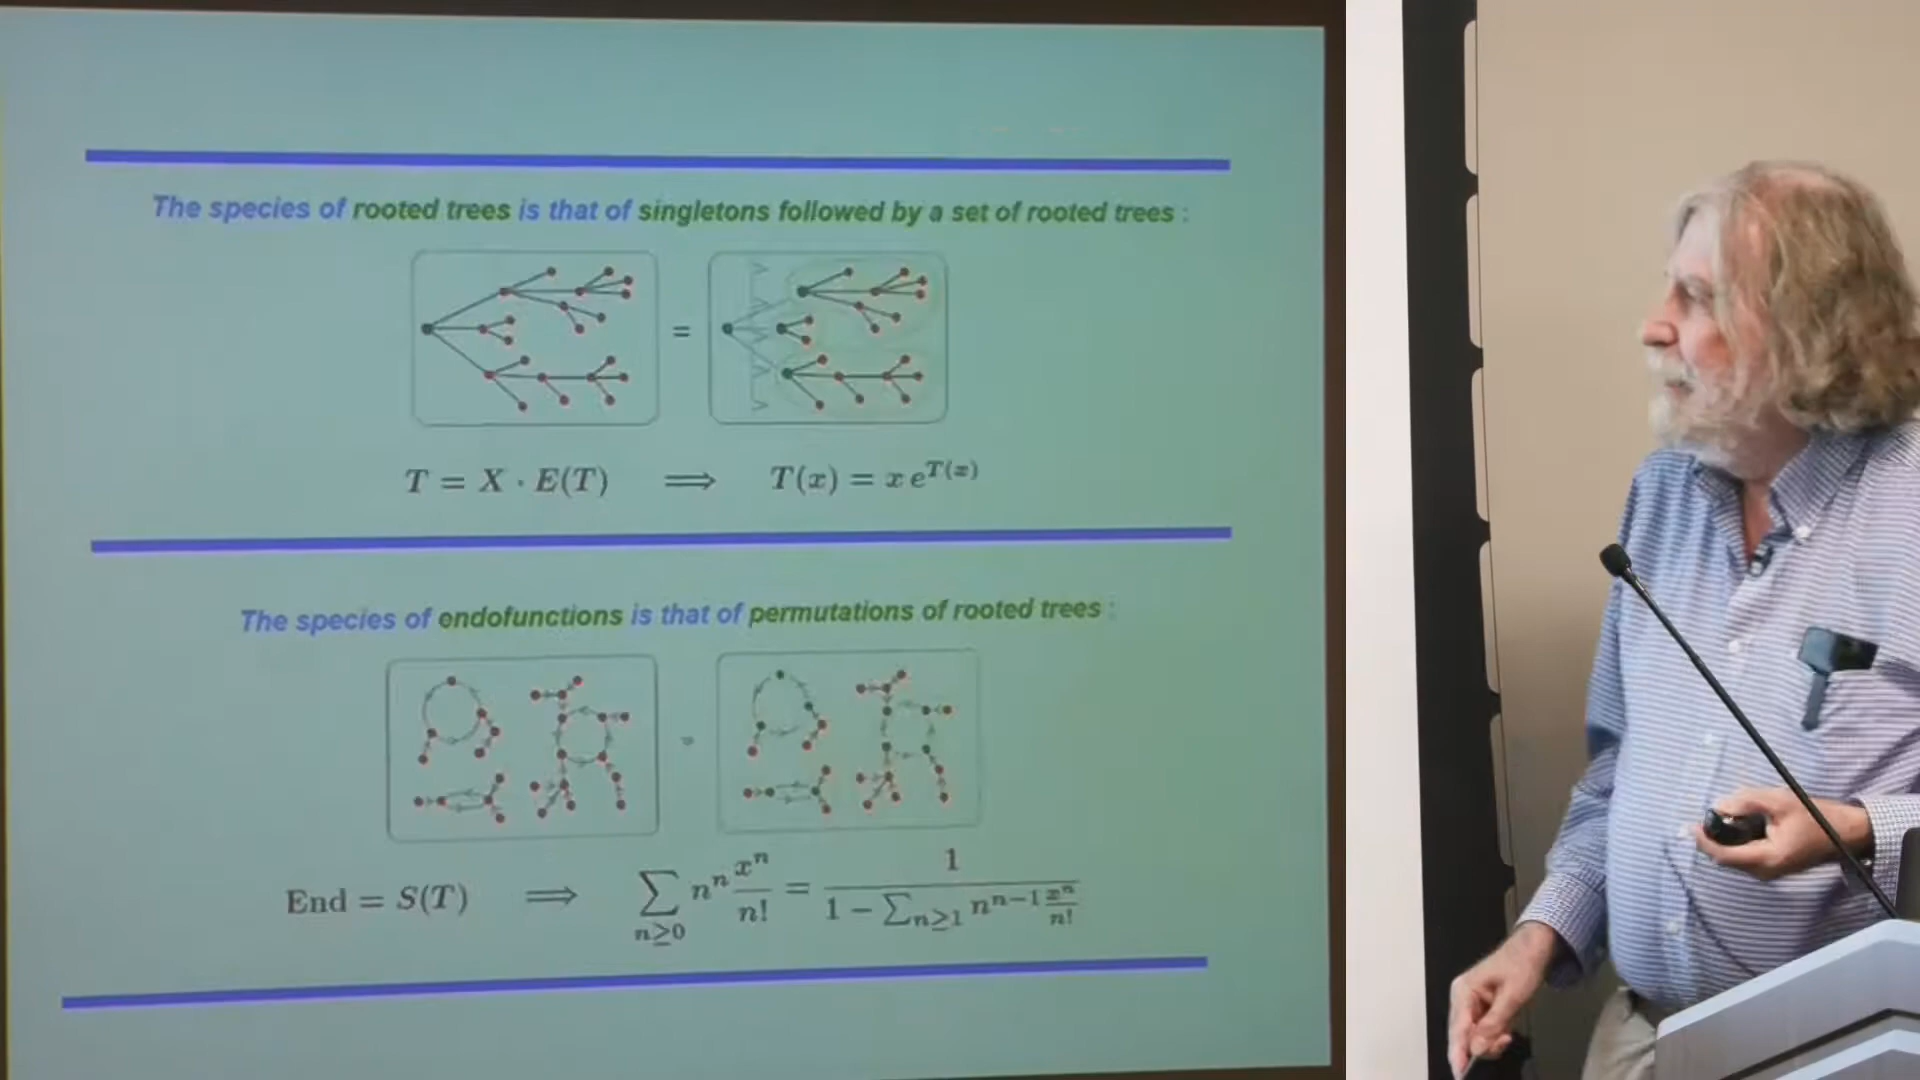 The species of rooted trees is that of singletons followed by a set of rooted trees :
=
T = X · E(T) ⟹ T(x) = x e^{T(x)}
The species of endofunctions is that of permutations of rooted trees :
=
End = S(T) ⟹ ∑_{n≥0} n^n x^n/n! = 1/(1 − ∑_{n≥1} n^{n−1} x^n/n!)